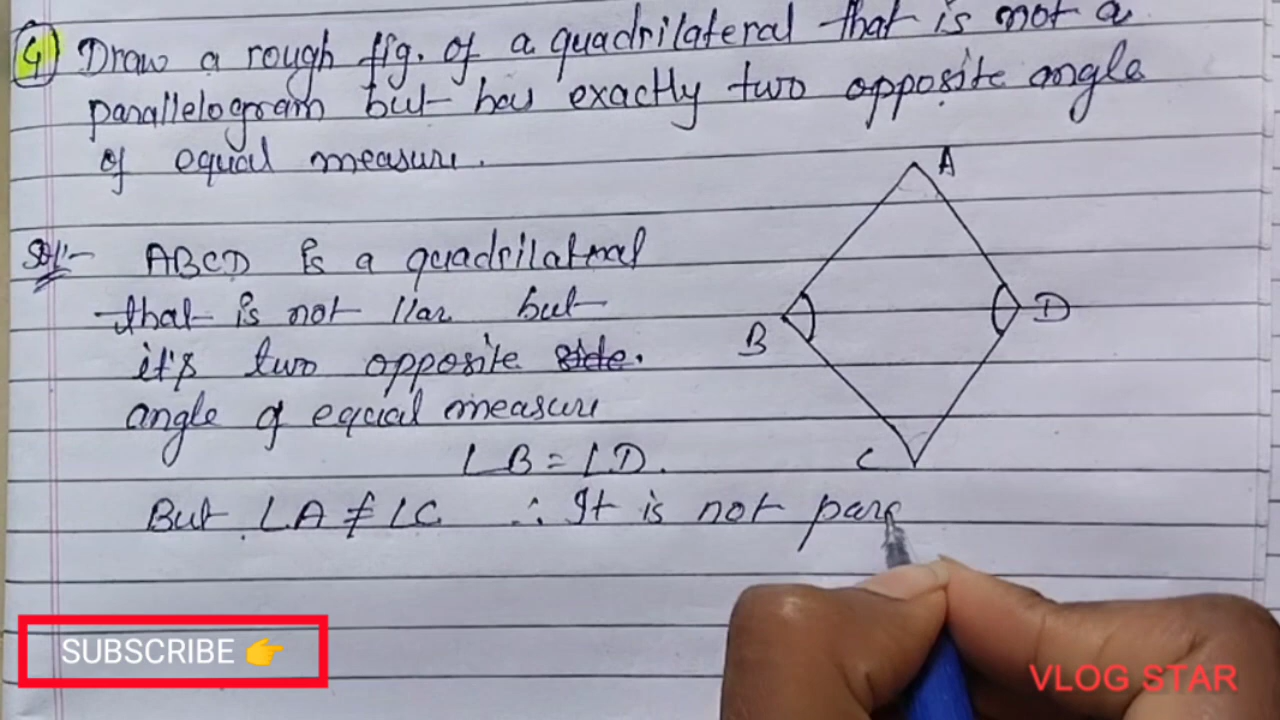 4) Draw a rough fig. of a quadrilateral that is not a
parallelogram but has exactly two opposite angle
of equal measure.
Sol:- ABCD is a quadrilateral
that is not llar but
it's two opposite side.
angle of equal measure
∠B = ∠D.
But ∠A ≠ ∠C ∴ It is not para
A
B
D
C
SUBSCRIBE 👉
VLOG STAR